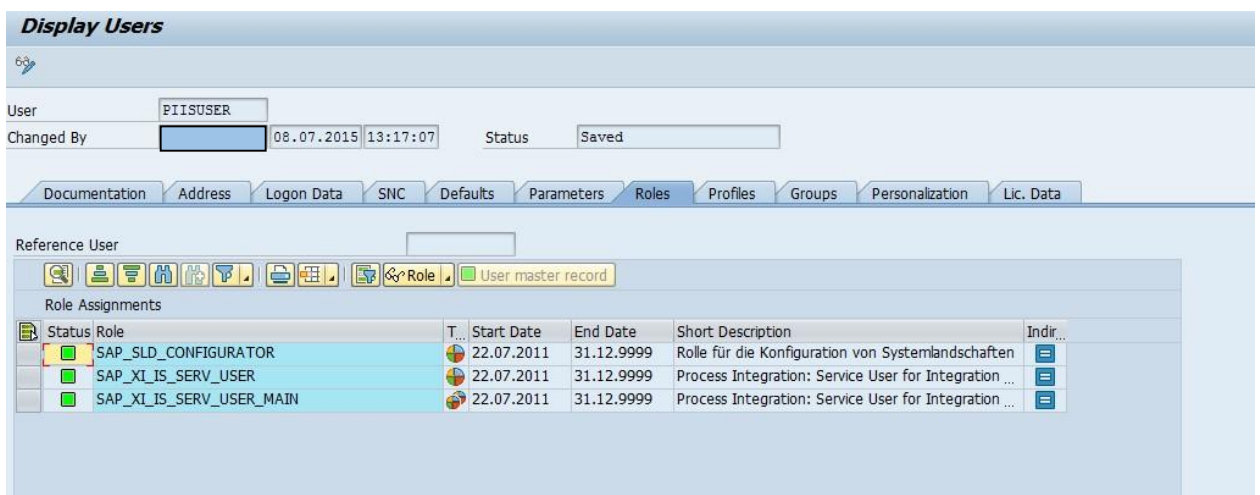 Display Users
User PIISUSER
Changed By 08.07.2015 13:17:07 Status Saved
Documentation Address Logon Data SNC Defaults Parameters Roles Profiles Groups Personalization Lic. Data
Reference User
Role User master record
Role Assignments
Status Role T... Start Date End Date Short Description Indir...
SAP_SLD_CONFIGURATOR 22.07.2011 31.12.9999 Rolle für die Konfiguration von Systemlandschaften
SAP_XI_IS_SERV_USER 22.07.2011 31.12.9999 Process Integration: Service User for Integration ...
SAP_XI_IS_SERV_USER_MAIN 22.07.2011 31.12.9999 Process Integration: Service User for Integration ...